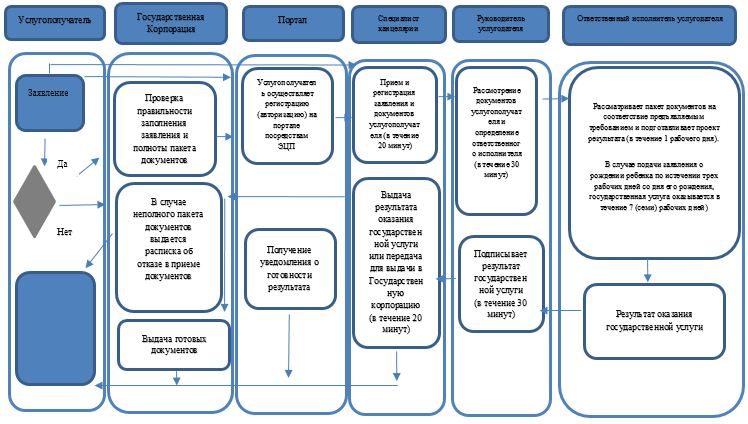 Услугополучатель
Государственная
Корпорация
Портал
Специалист
канцелярии
Руководитель
услугодателя
Ответственный исполнитель услугодателя
Заявление
Да
Нет
Проверка
правильности
заполнения
заявления и
полноты пакета
документов
В случае
неполного пакета
документов
выдается
расписка об
отказе в приеме
документов
Выдача готовых
документов
Услугополучател
ь осуществляет
регистрацию
(авторизацию) на
портале
посредствам
ЭЦП
Получение
уведомления о
готовности
результата
Прием и
регистрация
заявления и
документов
услугополучат
еля (в течение
20 минут)
Выдача
результата
оказания
государствен
ной услуги
или передача
для выдачи в
Государствен
ную
корпорацию
(в течение 20
минут)
Рассмотрение
документов
услугополучат
еля и
определение
ответственног
о исполнителя
(в течение 30
минут)
Подписывает
результат
государствен
ной услуги
(в течение 30
минут)
Рассматривает пакет документов на
соответствие предъявляемым
требованием и подготавливает проект
результата (в течение 1 рабочего дня).
В случае подачи заявления о
рождении ребенка по истечении трех
рабочих дней со дня его рождения,
государственная услуга оказывается в
течение 7 (семи) рабочих дней)
Результат оказания
государственной услуги